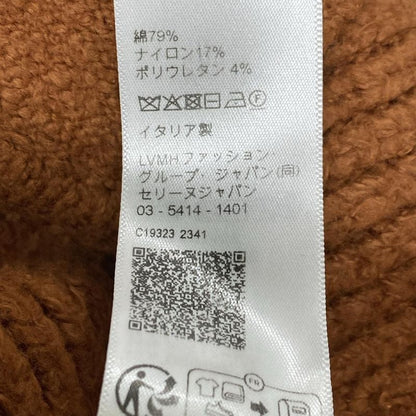 綿79%
ナイロン17%
ポリウレタン 4%
イタリア製
LVMHファッション・
グループ・ジャパン(同)
セリーヌジャパン
03 - 5414 - 1401
C19323 2341
FR